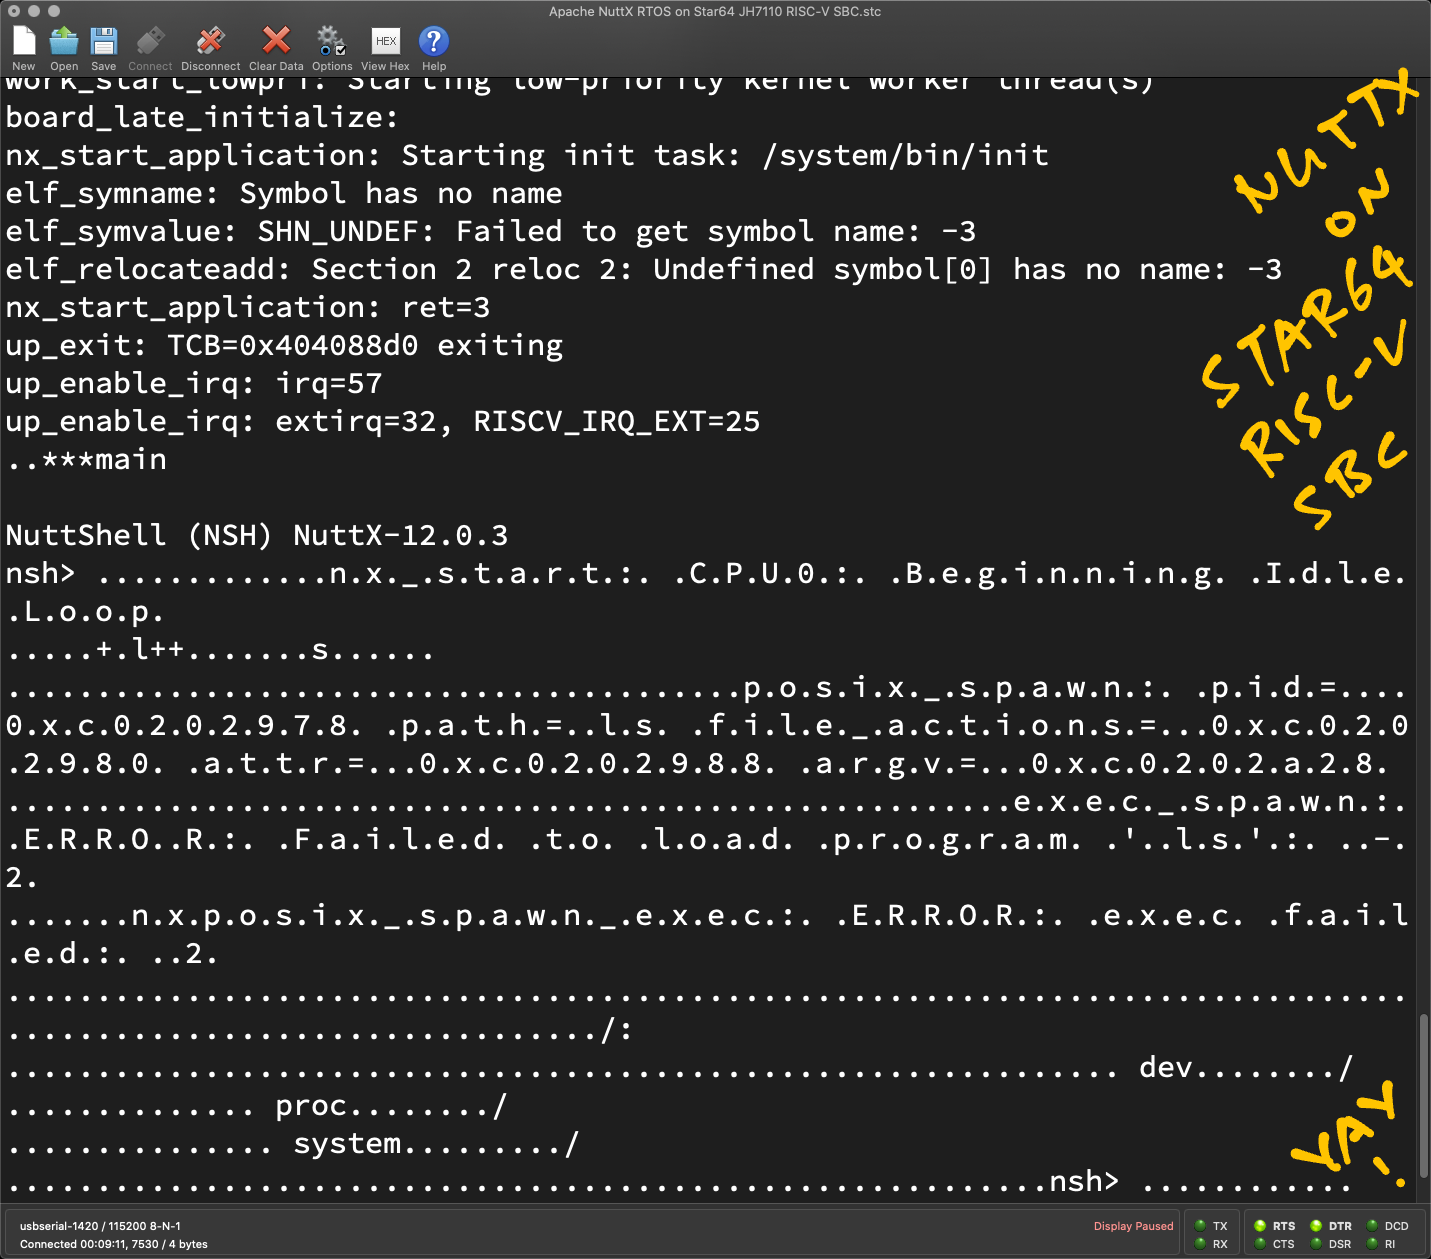 Apache NuttX RTOS on Star64 JH7110 RISC-V SBC.stc
New Open Save Connect Disconnect Clear Data Options HEX View Hex ? Help
work_start_lowpri: Starting low-priority kernel worker thread(s)
board_late_initialize:
nx_start_application: Starting init task: /system/bin/init
elf_symname: Symbol has no name
elf_symvalue: SHN_UNDEF: Failed to get symbol name: -3
elf_relocateadd: Section 2 reloc 2: Undefined symbol[0] has no name: -3
nx_start_application: ret=3
up_exit: TCB=0x404088d0 exiting
up_enable_irq: irq=57
up_enable_irq: extirq=32, RISCV_IRQ_EXT=25
..***main
NuttShell (NSH) NuttX-12.0.3
nsh> .............n.x._.s.t.a.r.t.:. .C.P.U.0.:. .B.e.g.i.n.n.i.n.g. .I.d.l.e.
.L.o.o.p.
.....+.l++.......s......
.........................................p.o.s.i.x._.s.p.a.w.n.:. .p.i.d.=....
0.x.c.0.2.0.2.9.7.8. .p.a.t.h.=..l.s. .f.i.l.e._.a.c.t.i.o.n.s.=...0.x.c.0.2.0
.2.9.8.0. .a.t.t.r.=...0.x.c.0.2.0.2.9.8.8. .a.r.g.v.=...0.x.c.0.2.0.2.a.2.8.
........................................................e.x.e.c._.s.p.a.w.n.:.
.E.R.R.O..R.:. .F.a.i.l.e.d. .t.o. .l.o.a.d. .p.r.o.g.r.a.m. .'..l.s.'.:. ..-.
2.
.......n.x.p.o.s.i.x._.s.p.a.w.n._.e.x.e.c.:. .E.R.R.O.R.:. .e.x.e.c. .f.a.i.l
.e.d.:. ..2.
..............................................................................
................................./:
.............................................................. dev......../
.............. proc......../
............... system........./
..........................................................nsh> ............
NUTTX
ON
STAR64
RISC-V
SBC
YAY!
usbserial-1420 / 115200 8-N-1
Connected 00:09:11, 7530 / 4 bytes
Display Paused
TX RTS DTR DCD
RX CTS DSR RI